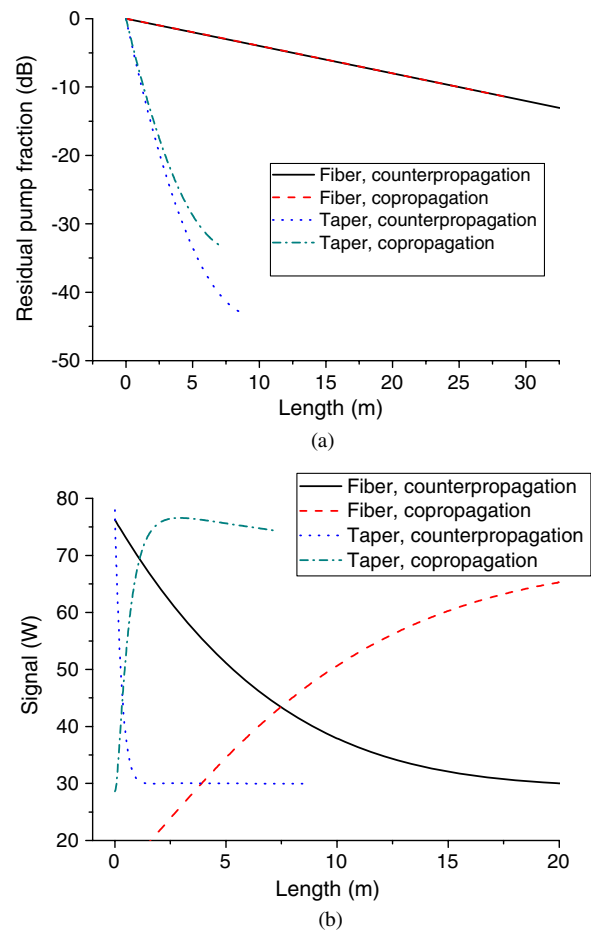 0
-10
-20
-30
-40
-50
Residual pump fraction (dB)
Fiber, counterpropagation
Fiber, copropagation
Taper, counterpropagation
Taper, copropagation
0 5 10 15 20 25 30
Length (m)
(a)
80
70
60
50
40
30
20
Signal (W)
Fiber, counterpropagation
Fiber, copropagation
Taper, counterpropagation
Taper, copropagation
0 5 10 15 20
Length (m)
(b)